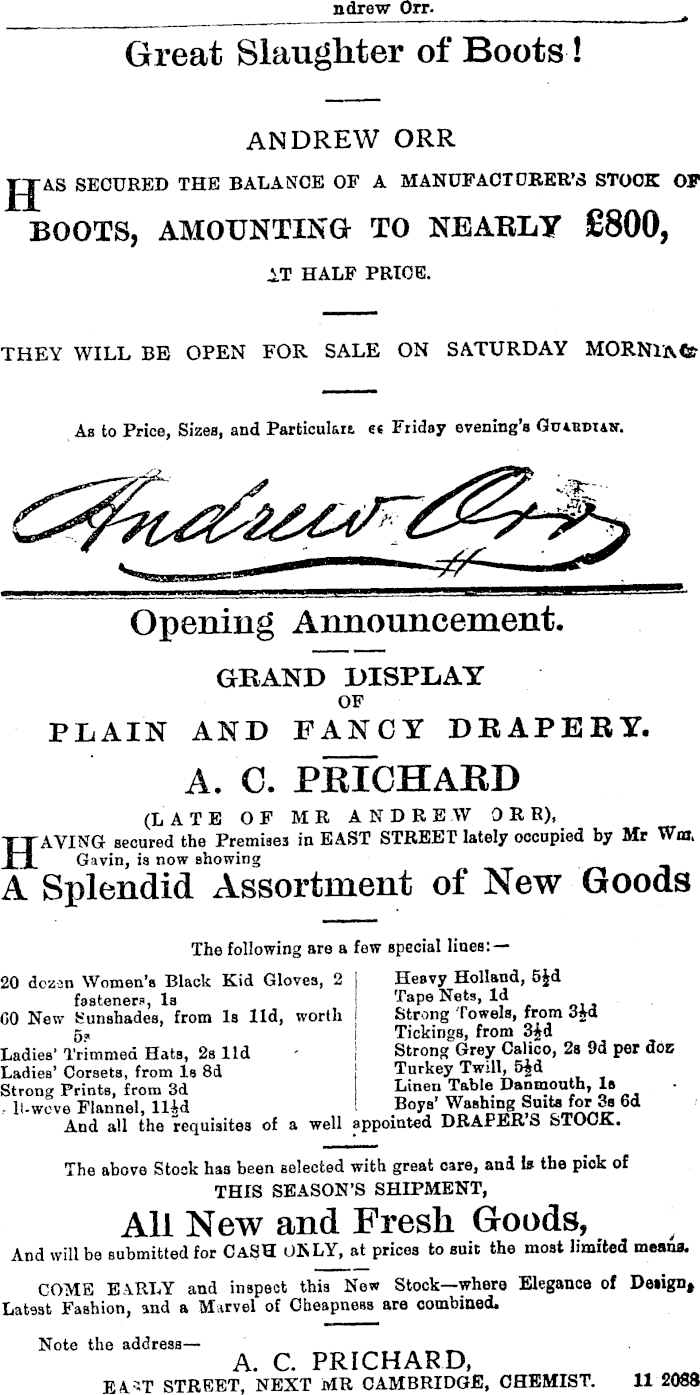 ndrew Orr.
Great Slaughter of Boots!
ANDREW ORR
HAS SECURED THE BALANCE OF A MANUFACTURER'S STOCK OF
BOOTS, AMOUNTING TO NEARLY £800,
AT HALF PRICE.
THEY WILL BE OPEN FOR SALE ON SATURDAY MORNING
As to Price, Sizes, and Particulars Friday evening's GUARDIAN.
Andrew Orr
Opening Announcement.
GRAND DISPLAY
OF
PLAIN AND FANCY DRAPERY.
A. C. PRICHARD
(LATE OF MR ANDREW ORR),
HAVING secured the Premises in EAST STREET lately occupied by Mr Wm.
Gavin, is now showing
A Splendid Assortment of New Goods
The following are a few special lines:—
20 dozen Women's Black Kid Gloves, 2
fasteners, 1s
60 New Sunshades, from 1s 11d, worth
5s
Ladies' Trimmed Hats, 2s 11d
Ladies' Corsets, from 1s 8d
Strong Prints, from 3d
Flannel, 11½d
Heavy Holland, 5½d
Tape Nets, 1d
Strong Towels, from 3½d
Tickings, from 3½d
Strong Grey Calico, 2s 9d per doz
Turkey Twill, 5½d
Linen Table Danmouth, 1s
Boys' Washing Suits for 3s 6d
And all the requisites of a well appointed DRAPER'S STOCK.
The above Stock has been selected with great care, and is the pick of
THIS SEASON'S SHIPMENT,
All New and Fresh Goods,
And will be submitted for CASH ONLY, at prices to suit the most limited means.
COME EARLY and inspect this New Stock—where Elegance of Design,
Latest Fashion, and a Marvel of Cheapness are combined.
Note the address—
A. C. PRICHARD,
EAST STREET, NEXT MR CAMBRIDGE, CHEMIST. 11 2088